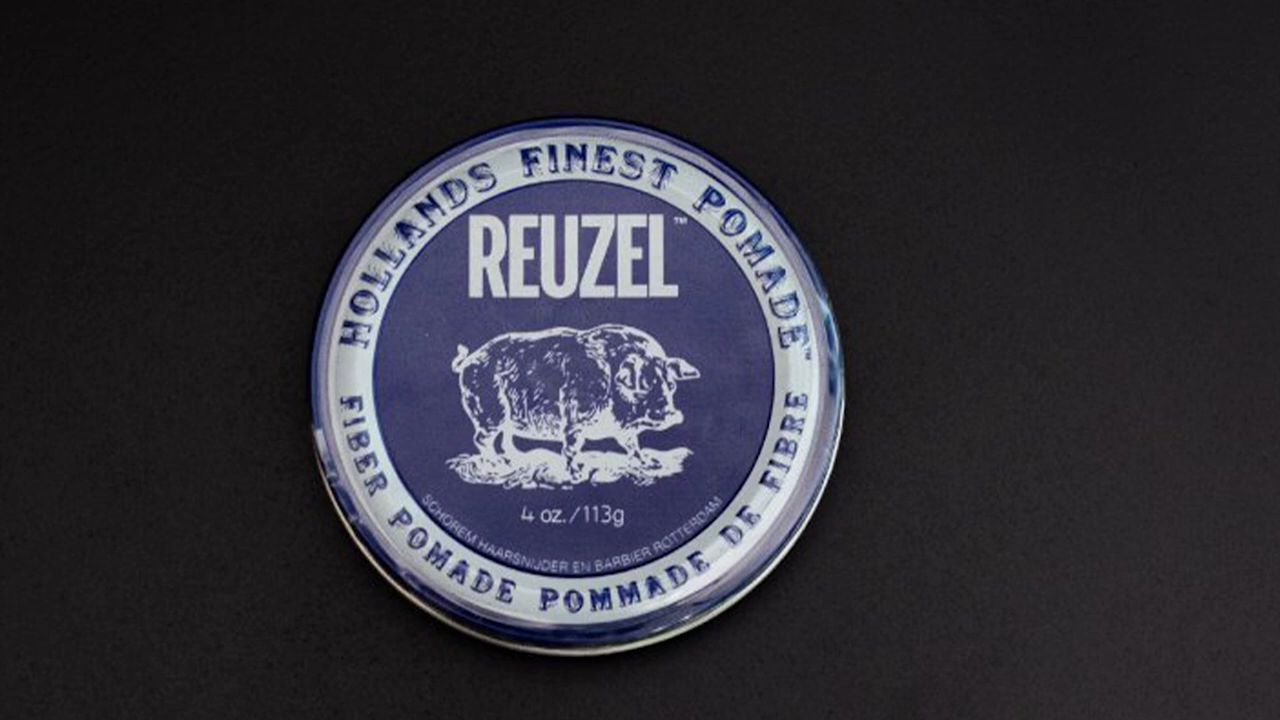 HOLLANDS FINEST POMADE™
REUZEL™
4 oz./113g
SCHOREM HAARSNIJDER EN BARBIER ROTTERDAM
FIBER POMADE POMMADE DE FIBRE